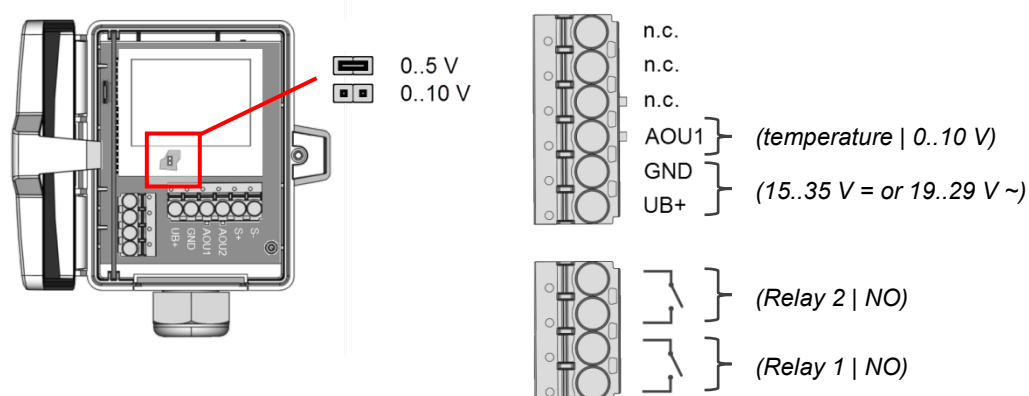 0..5 V
0..10 V
UB+
GND
AOU1
AOU2
S+
S-
n.c.
n.c.
n.c.
AOU1
(temperature | 0..10 V)
GND
UB+
(15..35 V = or 19..29 V ~)
(Relay 2 | NO)
(Relay 1 | NO)